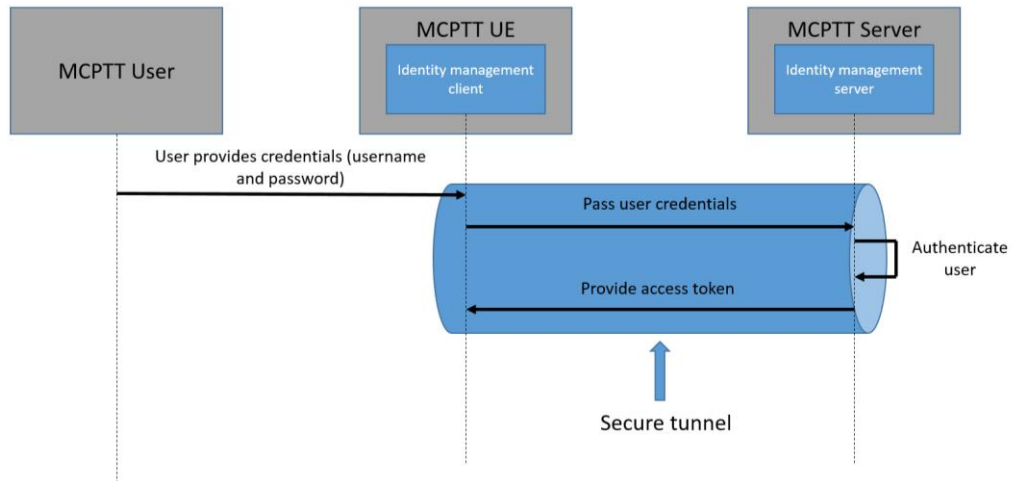 MCPTT User
MCPTT UE
Identity management
client
MCPTT Server
Identity management
server
User provides credentials (username
and password)
Pass user credentials
Authenticate
user
Provide access token
Secure tunnel